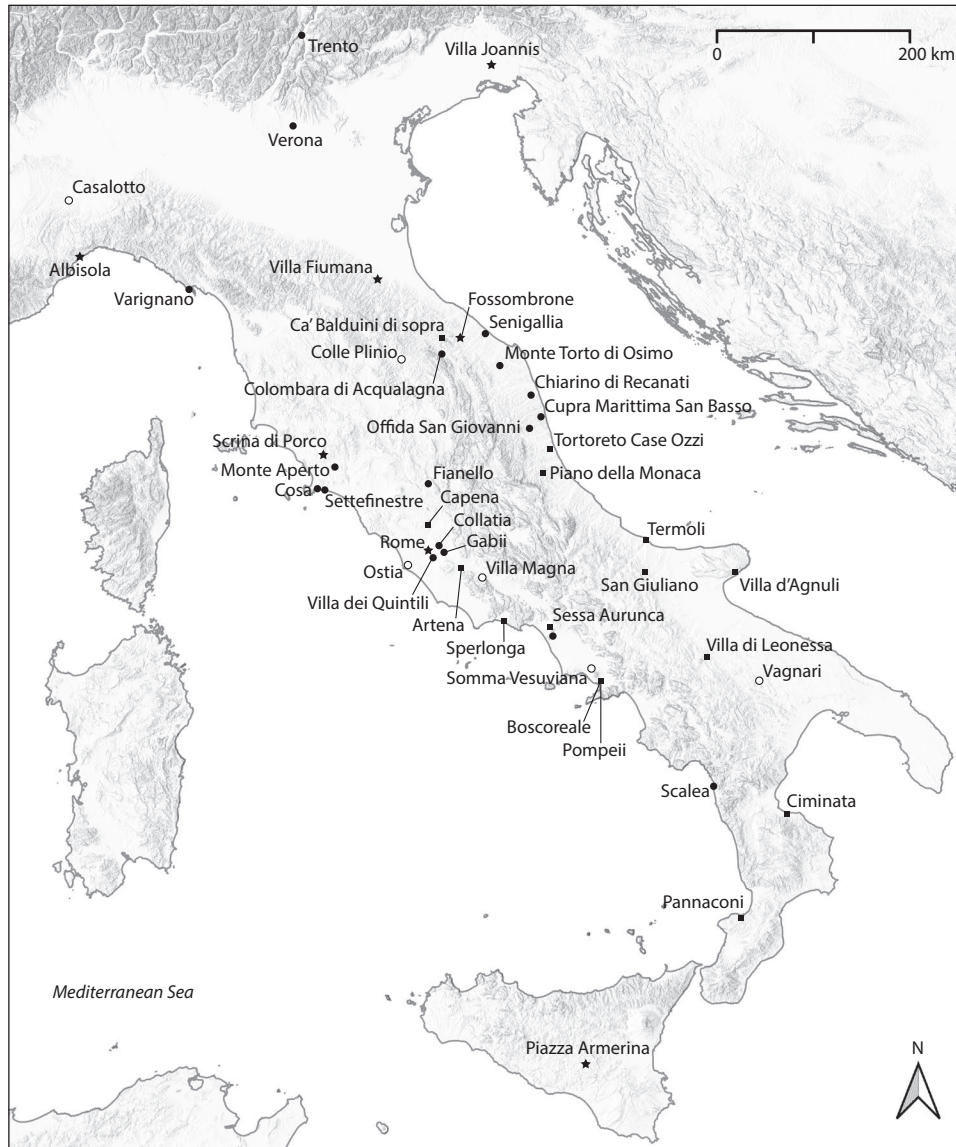 Trento
Villa Joannis
0 200 km
Verona
Casalotto
Albisola
Villa Fiumana
Varignano
Fossombrone
Senigallia
Ca’ Balduini di sopra
Colle Plinio
Monte Torto di Osimo
Colombara di Acqualagna
Chiarino di Recanati
Cupra Marittima San Basso
Offida San Giovanni
Scrina di Porco
Tortoreto Case Ozzi
Monte Aperto
Fianello
Piano della Monaca
Cosa
Settefinestre
Capena
Collatia
Termoli
Rome
Gabii
Ostia
Villa Magna
San Giuliano
Villa d’Agnuli
Villa dei Quintili
Artena
Sessa Aurunca
Sperlonga
Villa di Leonessa
Somma Vesuviana
Vagnari
Boscoreale
Pompeii
Scalea
Ciminata
Pannaconi
Mediterranean Sea
Piazza Armerina
N